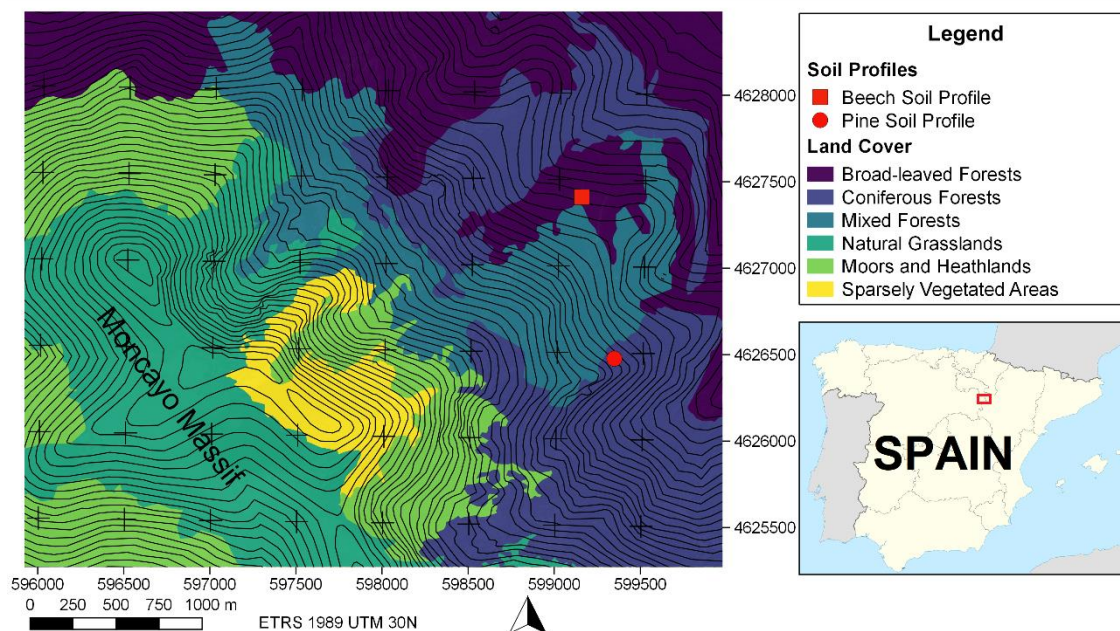 Moncayo Massif
4628000
4627500
4627000
4626500
4626000
4625500
596000 596500 597000 597500 598000 598500 599000 599500
0 250 500 750 1000 m
ETRS 1989 UTM 30N
Legend
Soil Profiles
Beech Soil Profile
Pine Soil Profile
Land Cover
Broad-leaved Forests
Coniferous Forests
Mixed Forests
Natural Grasslands
Moors and Heathlands
Sparsely Vegetated Areas
SPAIN